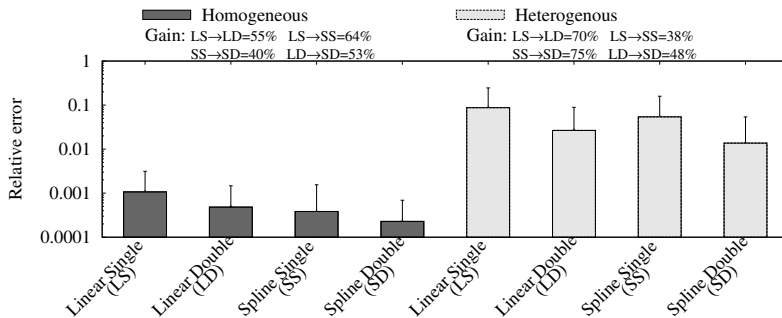 Homogeneous
Gain: LS→LD=55% LS→SS=64%
SS→SD=40% LD→SD=53%
Heterogenous
Gain: LS→LD=70% LS→SS=38%
SS→SD=75% LD→SD=48%
Relative error
1
0.1
0.01
0.001
0.0001
Linear Single
(LS)
Linear Double
(LD)
Spline Single
(SS)
Spline Double
(SD)
Linear Single
(LS)
Linear Double
(LD)
Spline Single
(SS)
Spline Double
(SD)